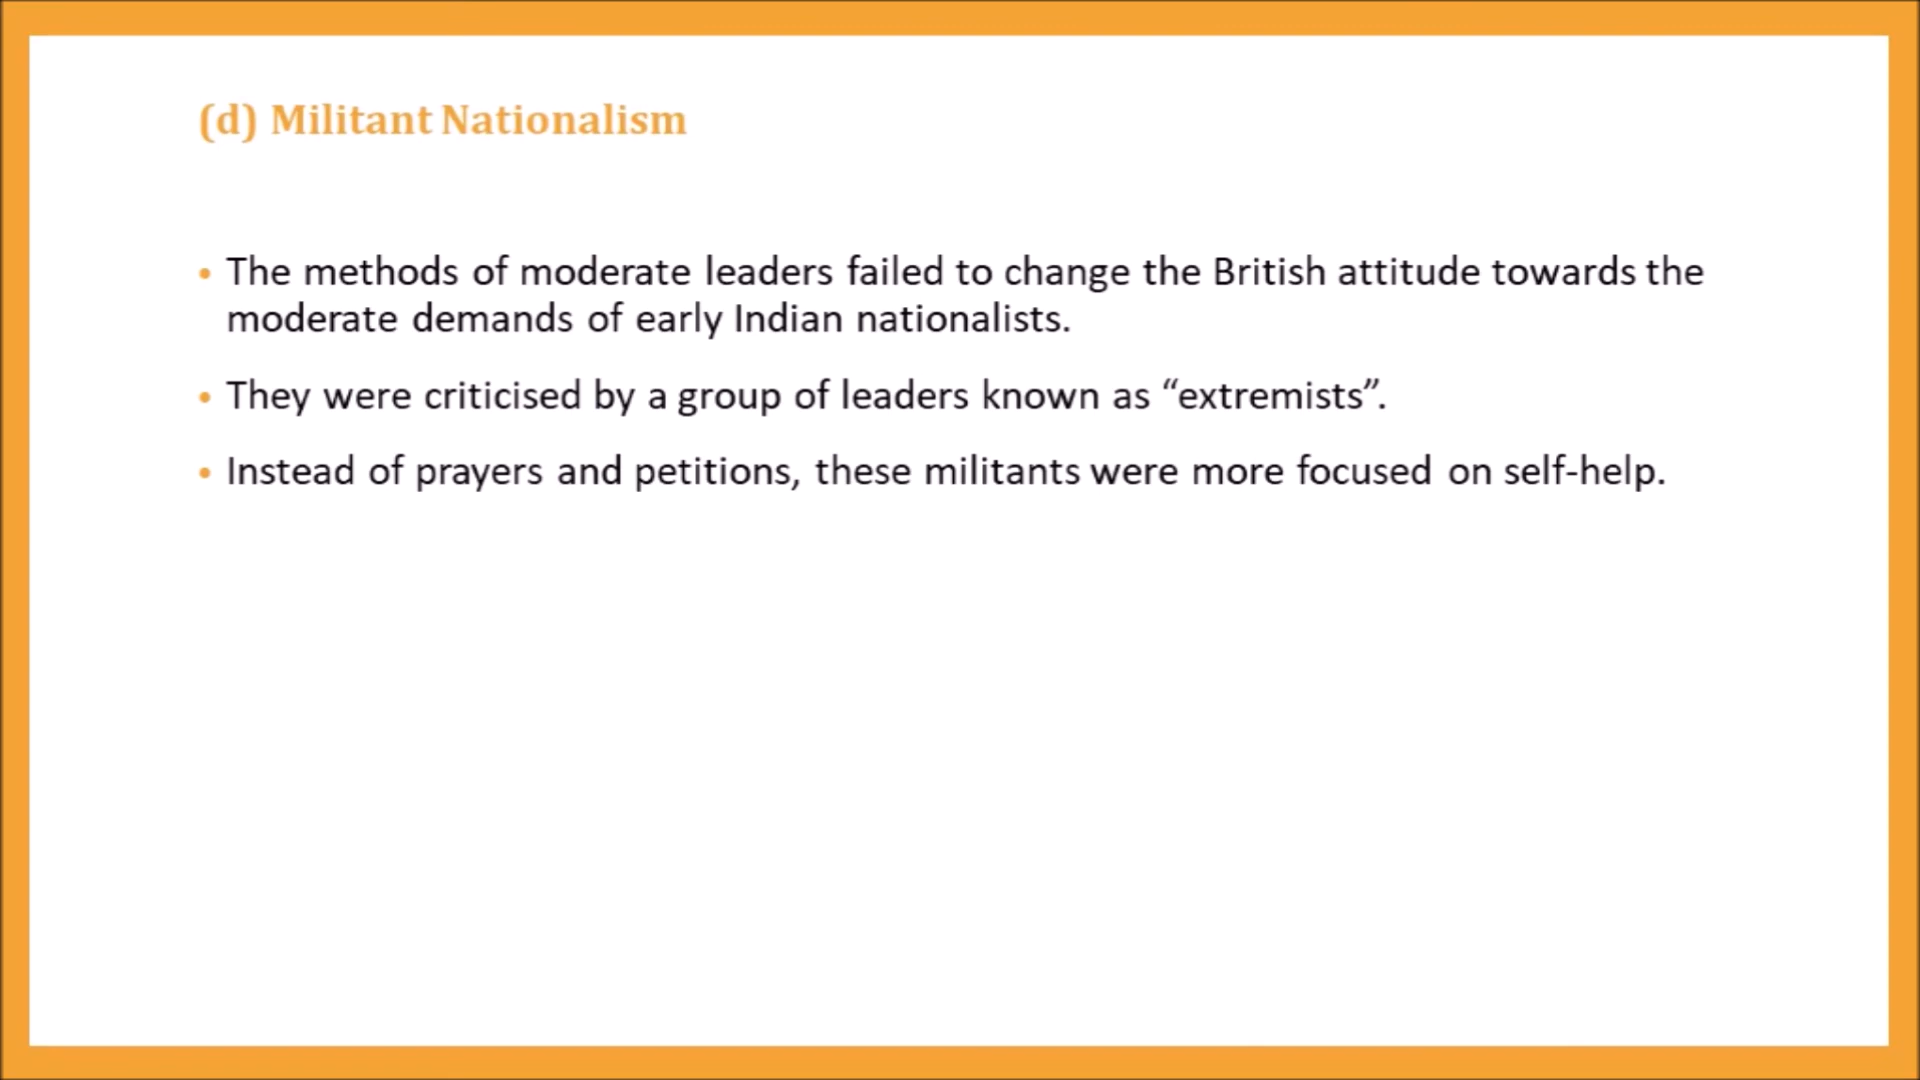 (d) Militant Nationalism
• The methods of moderate leaders failed to change the British attitude towards the
moderate demands of early Indian nationalists.
• They were criticised by a group of leaders known as “extremists”.
• Instead of prayers and petitions, these militants were more focused on self-help.